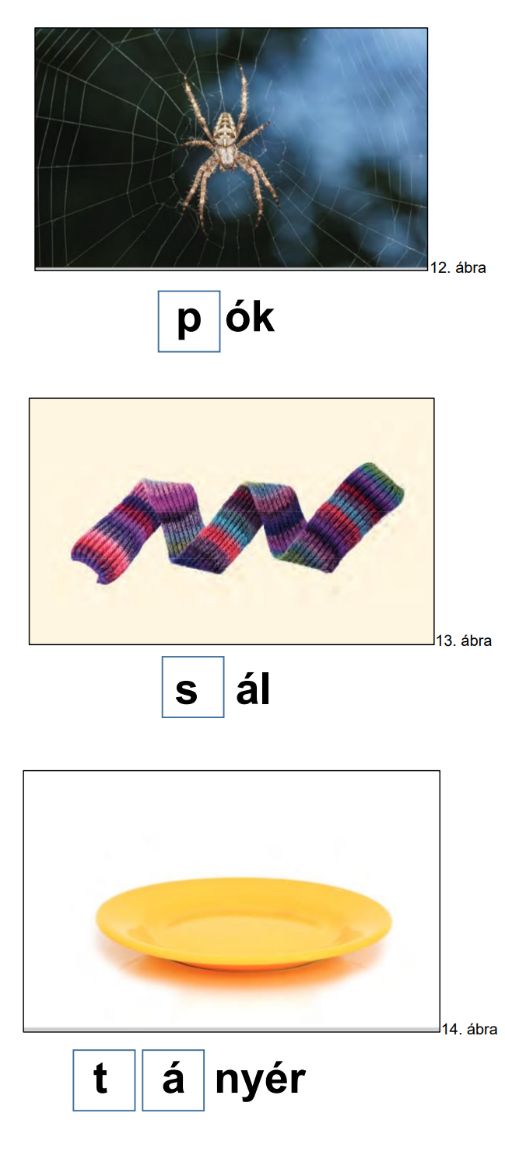 12. ábra
p ók
13. ábra
s ál
14. ábra
t á nyér